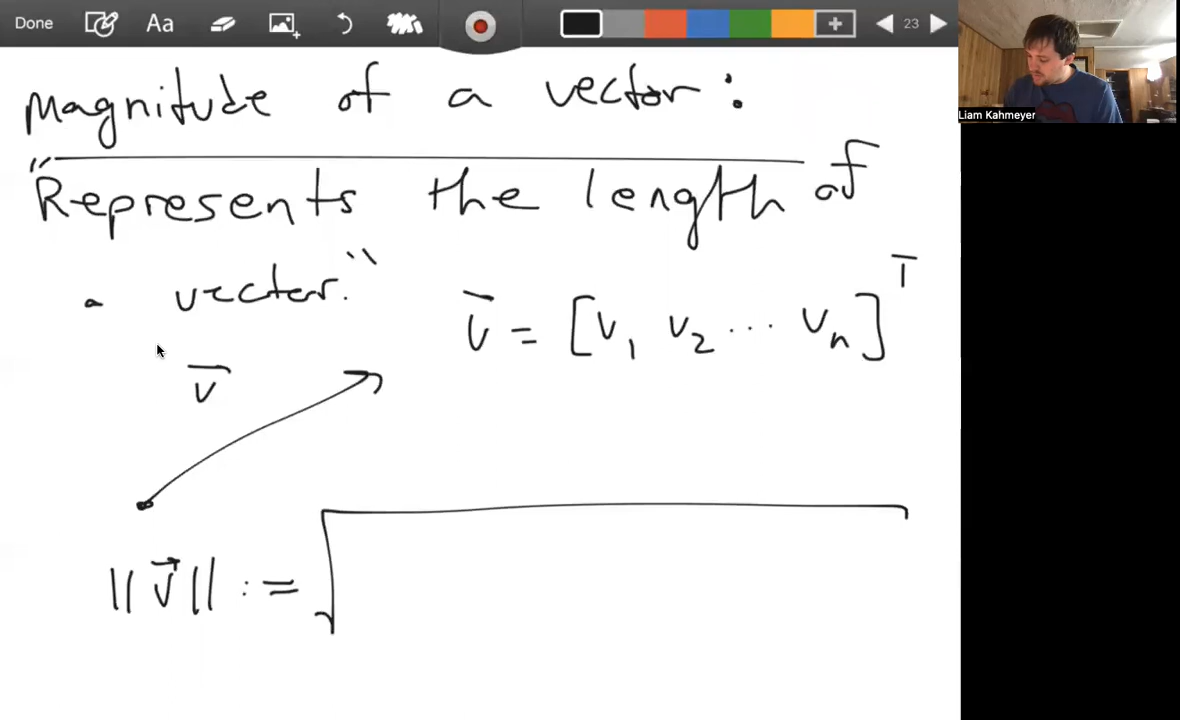 Done Aa + 23
Liam Kahmeyer
Magnitude of a vector:
"Represents the length of
a vector."
v̅ = [v₁ v₂ ... vₙ]ᵀ
v̅
||v⃗|| := √